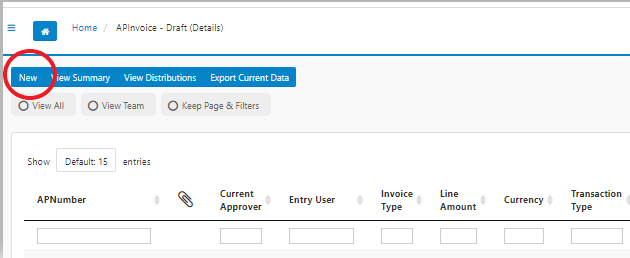 Home / APInvoice - Draft (Details)
New View Summary View Distributions Export Current Data
View All View Team Keep Page & Filters
Show Default: 15 entries
APNumber Current Approver Entry User Invoice Type Line Amount Currency Transaction Type